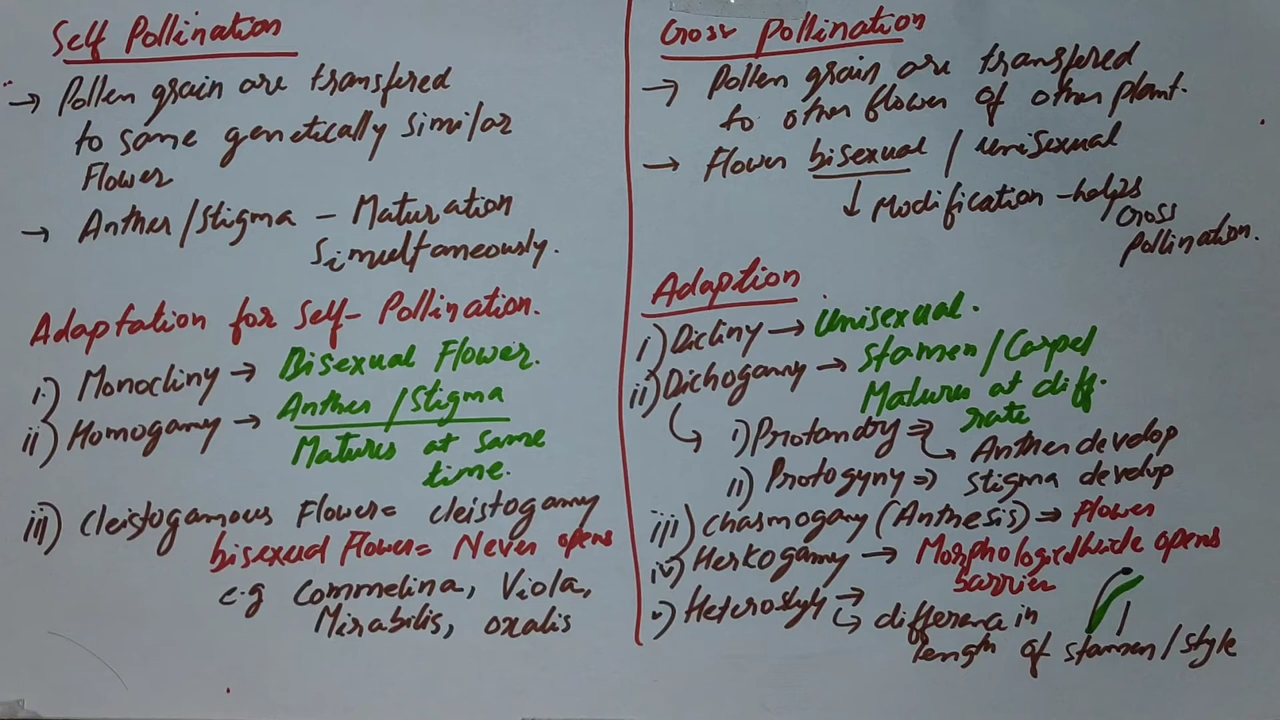 Self Pollination
→ Pollen grain are transfered
to same genetically similar
Flower
→ Anther/Stigma – Maturation
Simultaneously.
Adaptation for Self-Pollination.
i) Monocliny → Bisexual Flower.
ii) Homogamy → Anther/Stigma
Matures at same
time.
iii) Cleistogamous Flower = cleistogamy
bisexual Flower = Never opens
e.g Commelina, Viola,
Mirabilis, oxalis
Cross pollination
→ Pollen grain are transfered
to other flower of other plant.
→ Flower bisexual / unisexual
↓ Modification – helps
cross
pollination.
Adaption
i) Dicliny → Unisexual.
ii) Dichogamy → Stamen/Carpel
Matures at diff.
rate
i) Protandry ⇒ Anther develop
ii) Protogyny ⇒ stigma develop
iii) Chasmogamy (Anthesis) ⇒ Flower
wide opens
iv) Herkogamy → Morphological
barrier
v) Heterostyly →
↳ difference in
length of stamen/style